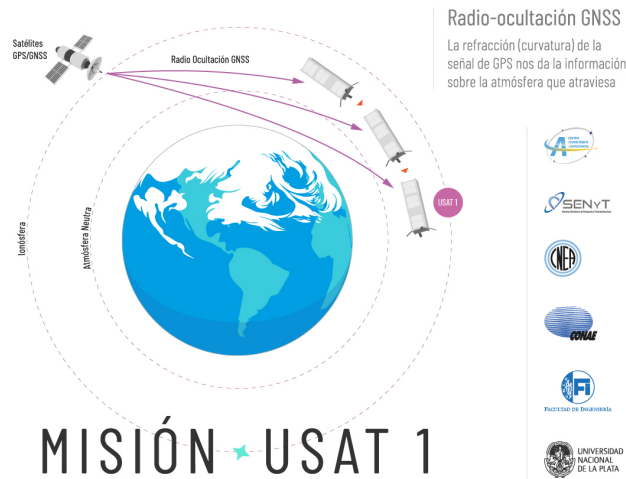 Radio-ocultación GNSS
La refracción (curvatura) de la
señal de GPS nos da la información
sobre la atmósfera que atraviesa
Satélites
GPS/GNSS
Radio Ocultación GNSS
USAT 1
Ionósfera
Atmósfera Neutra
SENyT
CNEA
CONAE
Fi
FACULTAD DE INGENIERÍA
UNIVERSIDAD
NACIONAL
DE LA PLATA
MISIÓN USAT 1